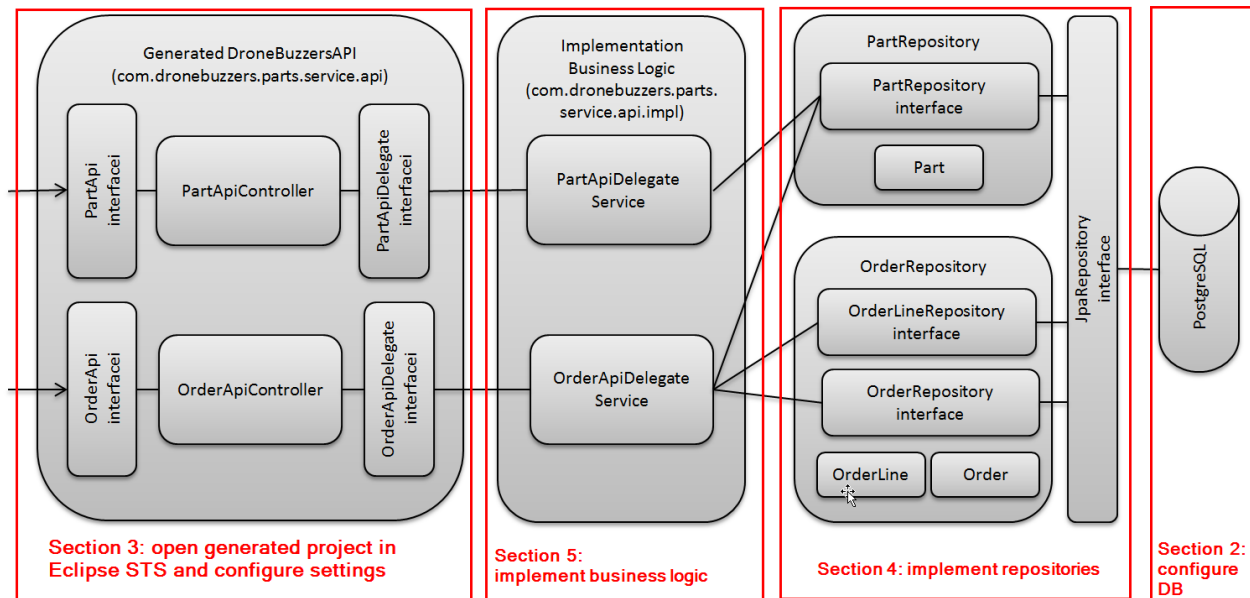 Generated DroneBuzzersAPI
(com.dronebuzzers.parts.service.api)
PartApi
interfacei
PartApiController
PartApiDelegate
interfacei
OrderApi
interfacei
OrderApiController
OrderApiDelegate
interfacei
Section 3: open generated project in
Eclipse STS and configure settings
Implementation
Business Logic
(com.dronebuzzers.parts.
service.api.impl)
PartApiDelegate
Service
OrderApiDelegate
Service
Section 5:
implement business logic
PartRepository
PartRepository
interface
Part
OrderRepository
OrderLineRepository
interface
OrderRepository
interface
OrderLine
Order
JpaRepository
interface
Section 4: implement repositories
PostgreSQL
Section 2:
configure
DB